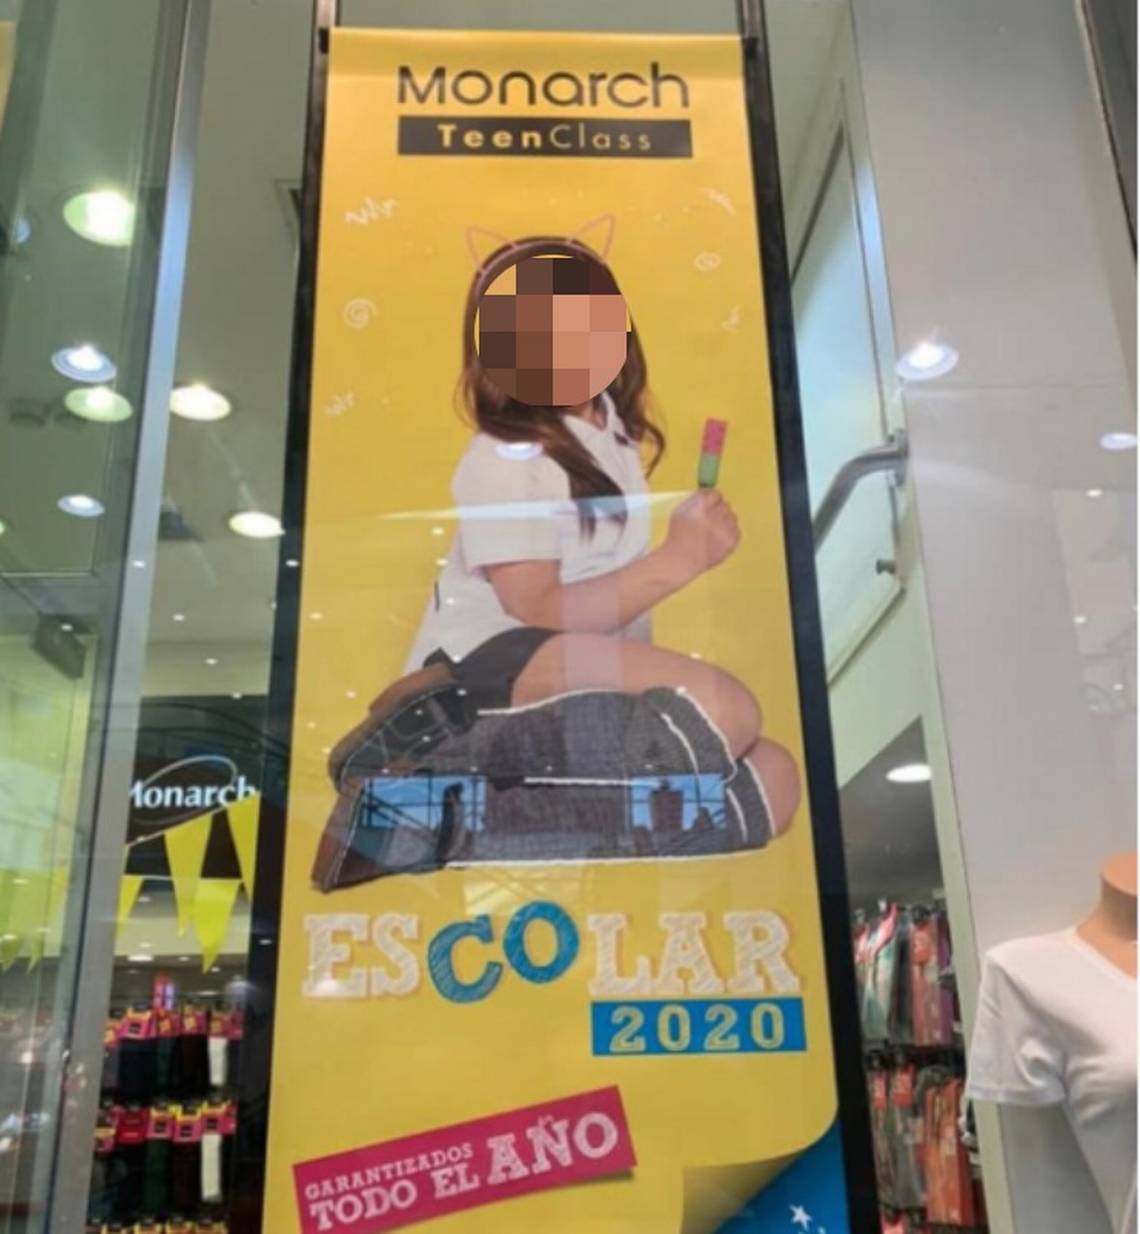 Monarch
TeenClass
ESCOLAR
2020
GARANTIZADOS
TODO EL AÑO
Monarch